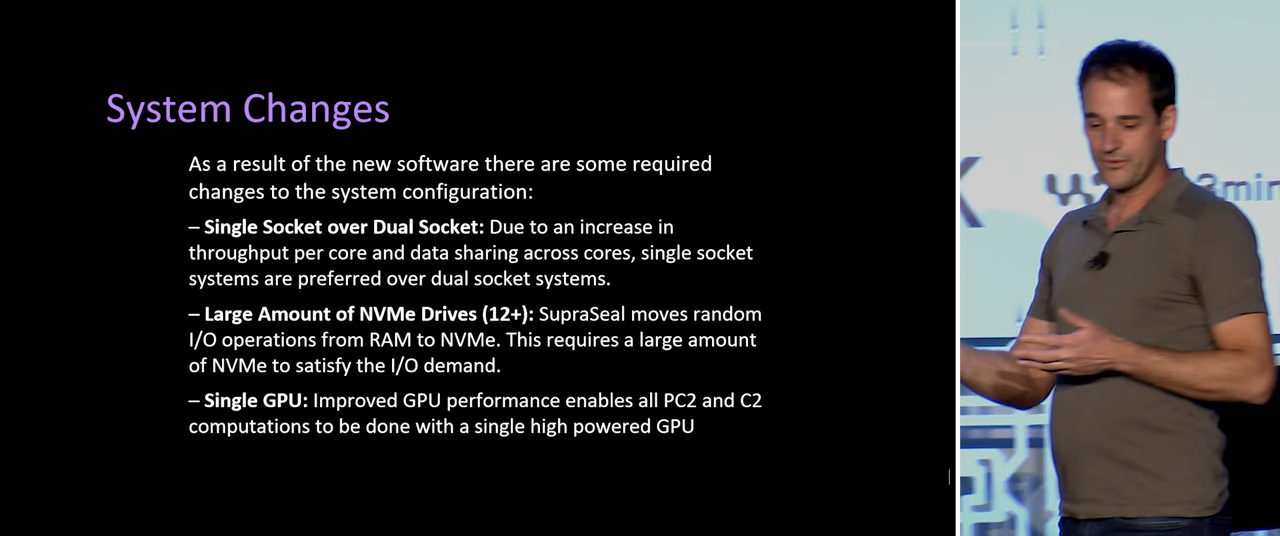 System Changes
As a result of the new software there are some required
changes to the system configuration:
– Single Socket over Dual Socket: Due to an increase in
throughput per core and data sharing across cores, single socket
systems are preferred over dual socket systems.
– Large Amount of NVMe Drives (12+): SupraSeal moves random
I/O operations from RAM to NVMe. This requires a large amount
of NVMe to satisfy the I/O demand.
– Single GPU: Improved GPU performance enables all PC2 and C2
computations to be done with a single high powered GPU